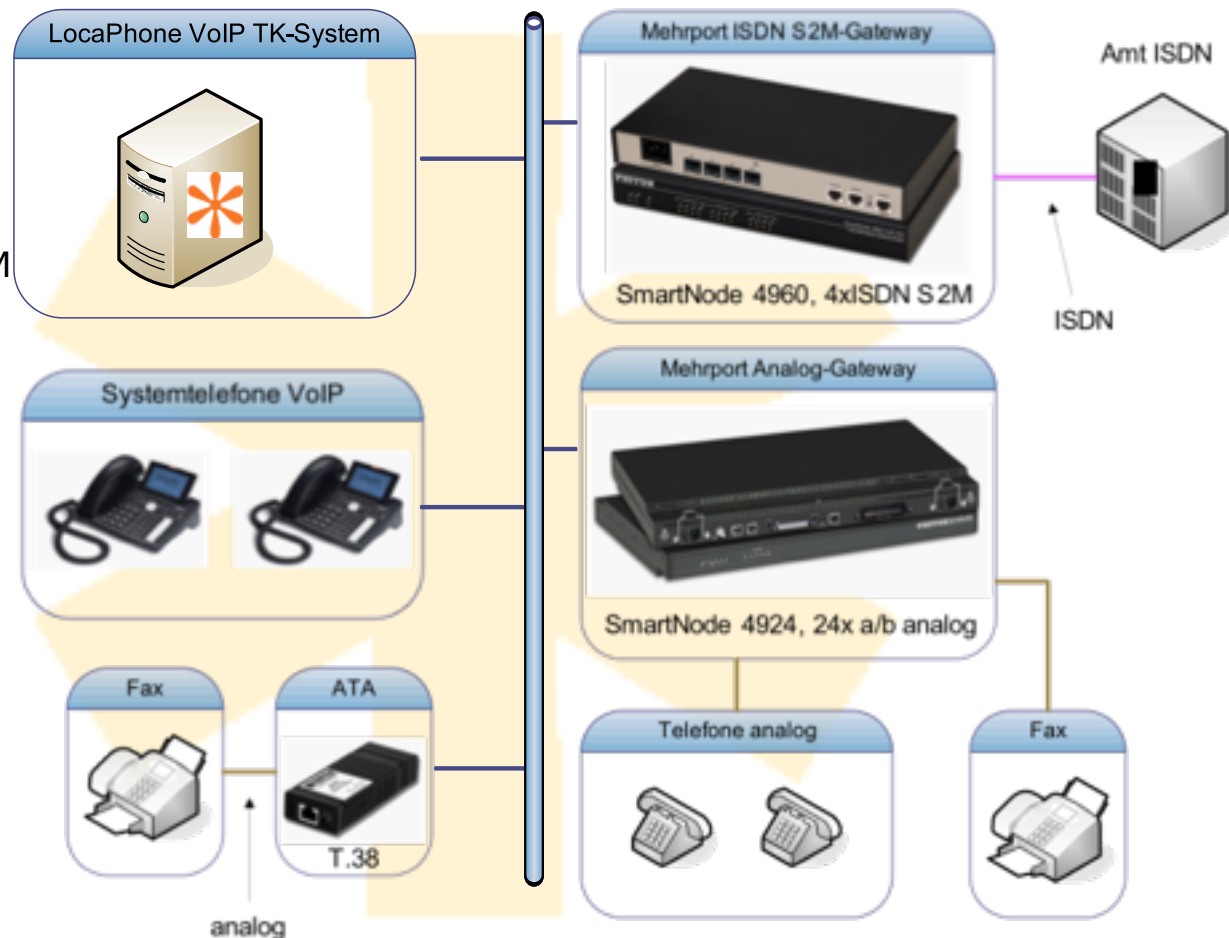 LocaPhone VoIP TK-System
M
Mehrport ISDN S2M-Gateway
SmartNode 4960, 4xISDN S2M
Amt ISDN
ISDN
Systemtelefone VoIP
Mehrport Analog-Gateway
SmartNode 4924, 24x a/b analog
Fax
ATA
T.38
analog
Telefone analog
Fax